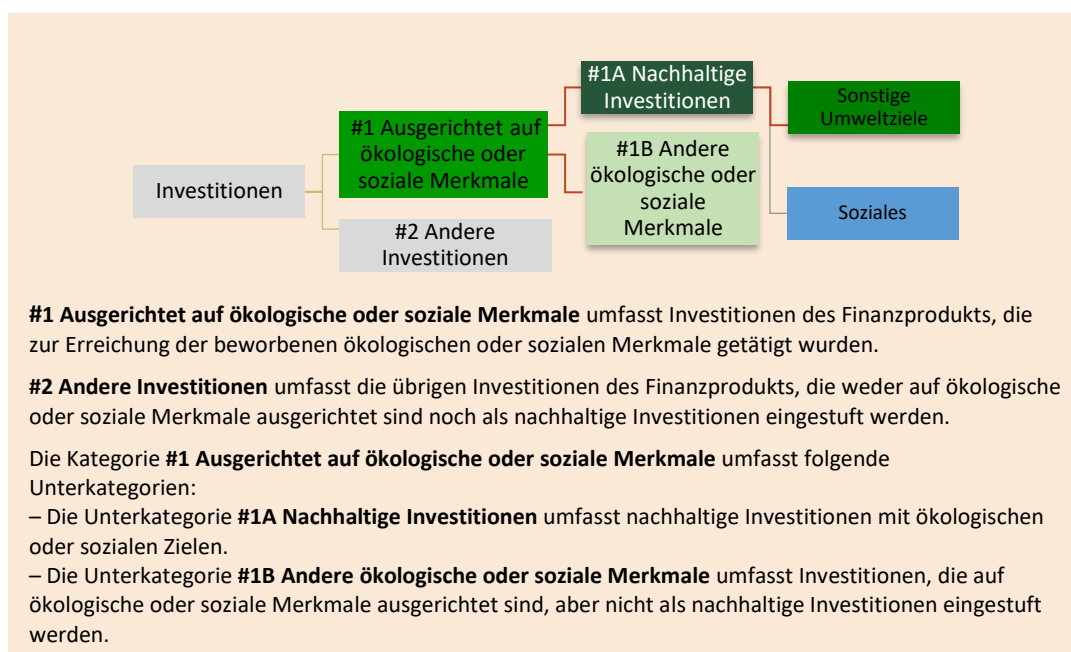 #1A Nachhaltige
Investitionen
Sonstige
Umweltziele
#1 Ausgerichtet auf
ökologische oder
soziale Merkmale
#1B Andere
ökologische oder
soziale
Merkmale
Investitionen
Soziales
#2 Andere
Investitionen
#1 Ausgerichtet auf ökologische oder soziale Merkmale umfasst Investitionen des Finanzprodukts, die
zur Erreichung der beworbenen ökologischen oder sozialen Merkmale getätigt wurden.
#2 Andere Investitionen umfasst die übrigen Investitionen des Finanzprodukts, die weder auf ökologische
oder soziale Merkmale ausgerichtet sind noch als nachhaltige Investitionen eingestuft werden.
Die Kategorie #1 Ausgerichtet auf ökologische oder soziale Merkmale umfasst folgende
Unterkategorien:
– Die Unterkategorie #1A Nachhaltige Investitionen umfasst nachhaltige Investitionen mit ökologischen
oder sozialen Zielen.
– Die Unterkategorie #1B Andere ökologische oder soziale Merkmale umfasst Investitionen, die auf
ökologische oder soziale Merkmale ausgerichtet sind, aber nicht als nachhaltige Investitionen eingestuft
werden.